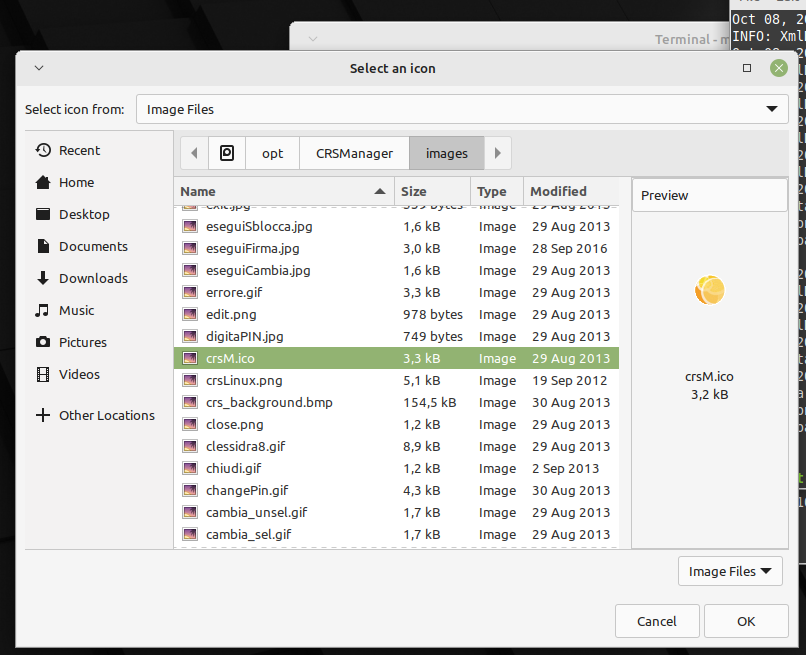 Oct 08, 20
INFO: Xml
Terminal - m
Select an icon
Select icon from: Image Files
Recent
Home
Desktop
Documents
Downloads
Music
Pictures
Videos
Other Locations
opt CRSManager images
Name Size Type Modified
exit.jpg 559 bytes Image 29 Aug 2013
eseguiSblocca.jpg 1,6 kB Image 29 Aug 2013
eseguiFirma.jpg 3,0 kB Image 28 Sep 2016
eseguiCambia.jpg 1,6 kB Image 29 Aug 2013
errore.gif 3,3 kB Image 29 Aug 2013
edit.png 978 bytes Image 29 Aug 2013
digitaPIN.jpg 749 bytes Image 29 Aug 2013
crsM.ico 3,3 kB Image 29 Aug 2013
crsLinux.png 5,1 kB Image 19 Sep 2012
crs_background.bmp 154,5 kB Image 30 Aug 2013
close.png 1,2 kB Image 29 Aug 2013
clessidra8.gif 8,9 kB Image 29 Aug 2013
chiudi.gif 1,2 kB Image 2 Sep 2013
changePin.gif 4,3 kB Image 30 Aug 2013
cambia_unsel.gif 1,7 kB Image 29 Aug 2013
cambia_sel.gif 1,7 kB Image 29 Aug 2013
Preview
crsM.ico
3,2 kB
Image Files
Cancel OK